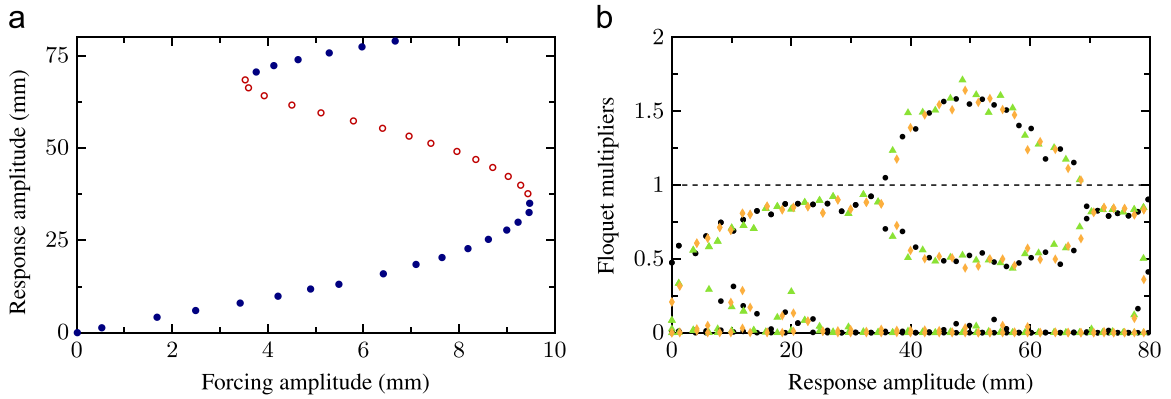 a
75
50
25
0
0 2 4 6 8 10
Response amplitude (mm)
Forcing amplitude (mm)
b
2
1.5
1
0.5
0
0 20 40 60 80
Floquet multipliers
Response amplitude (mm)